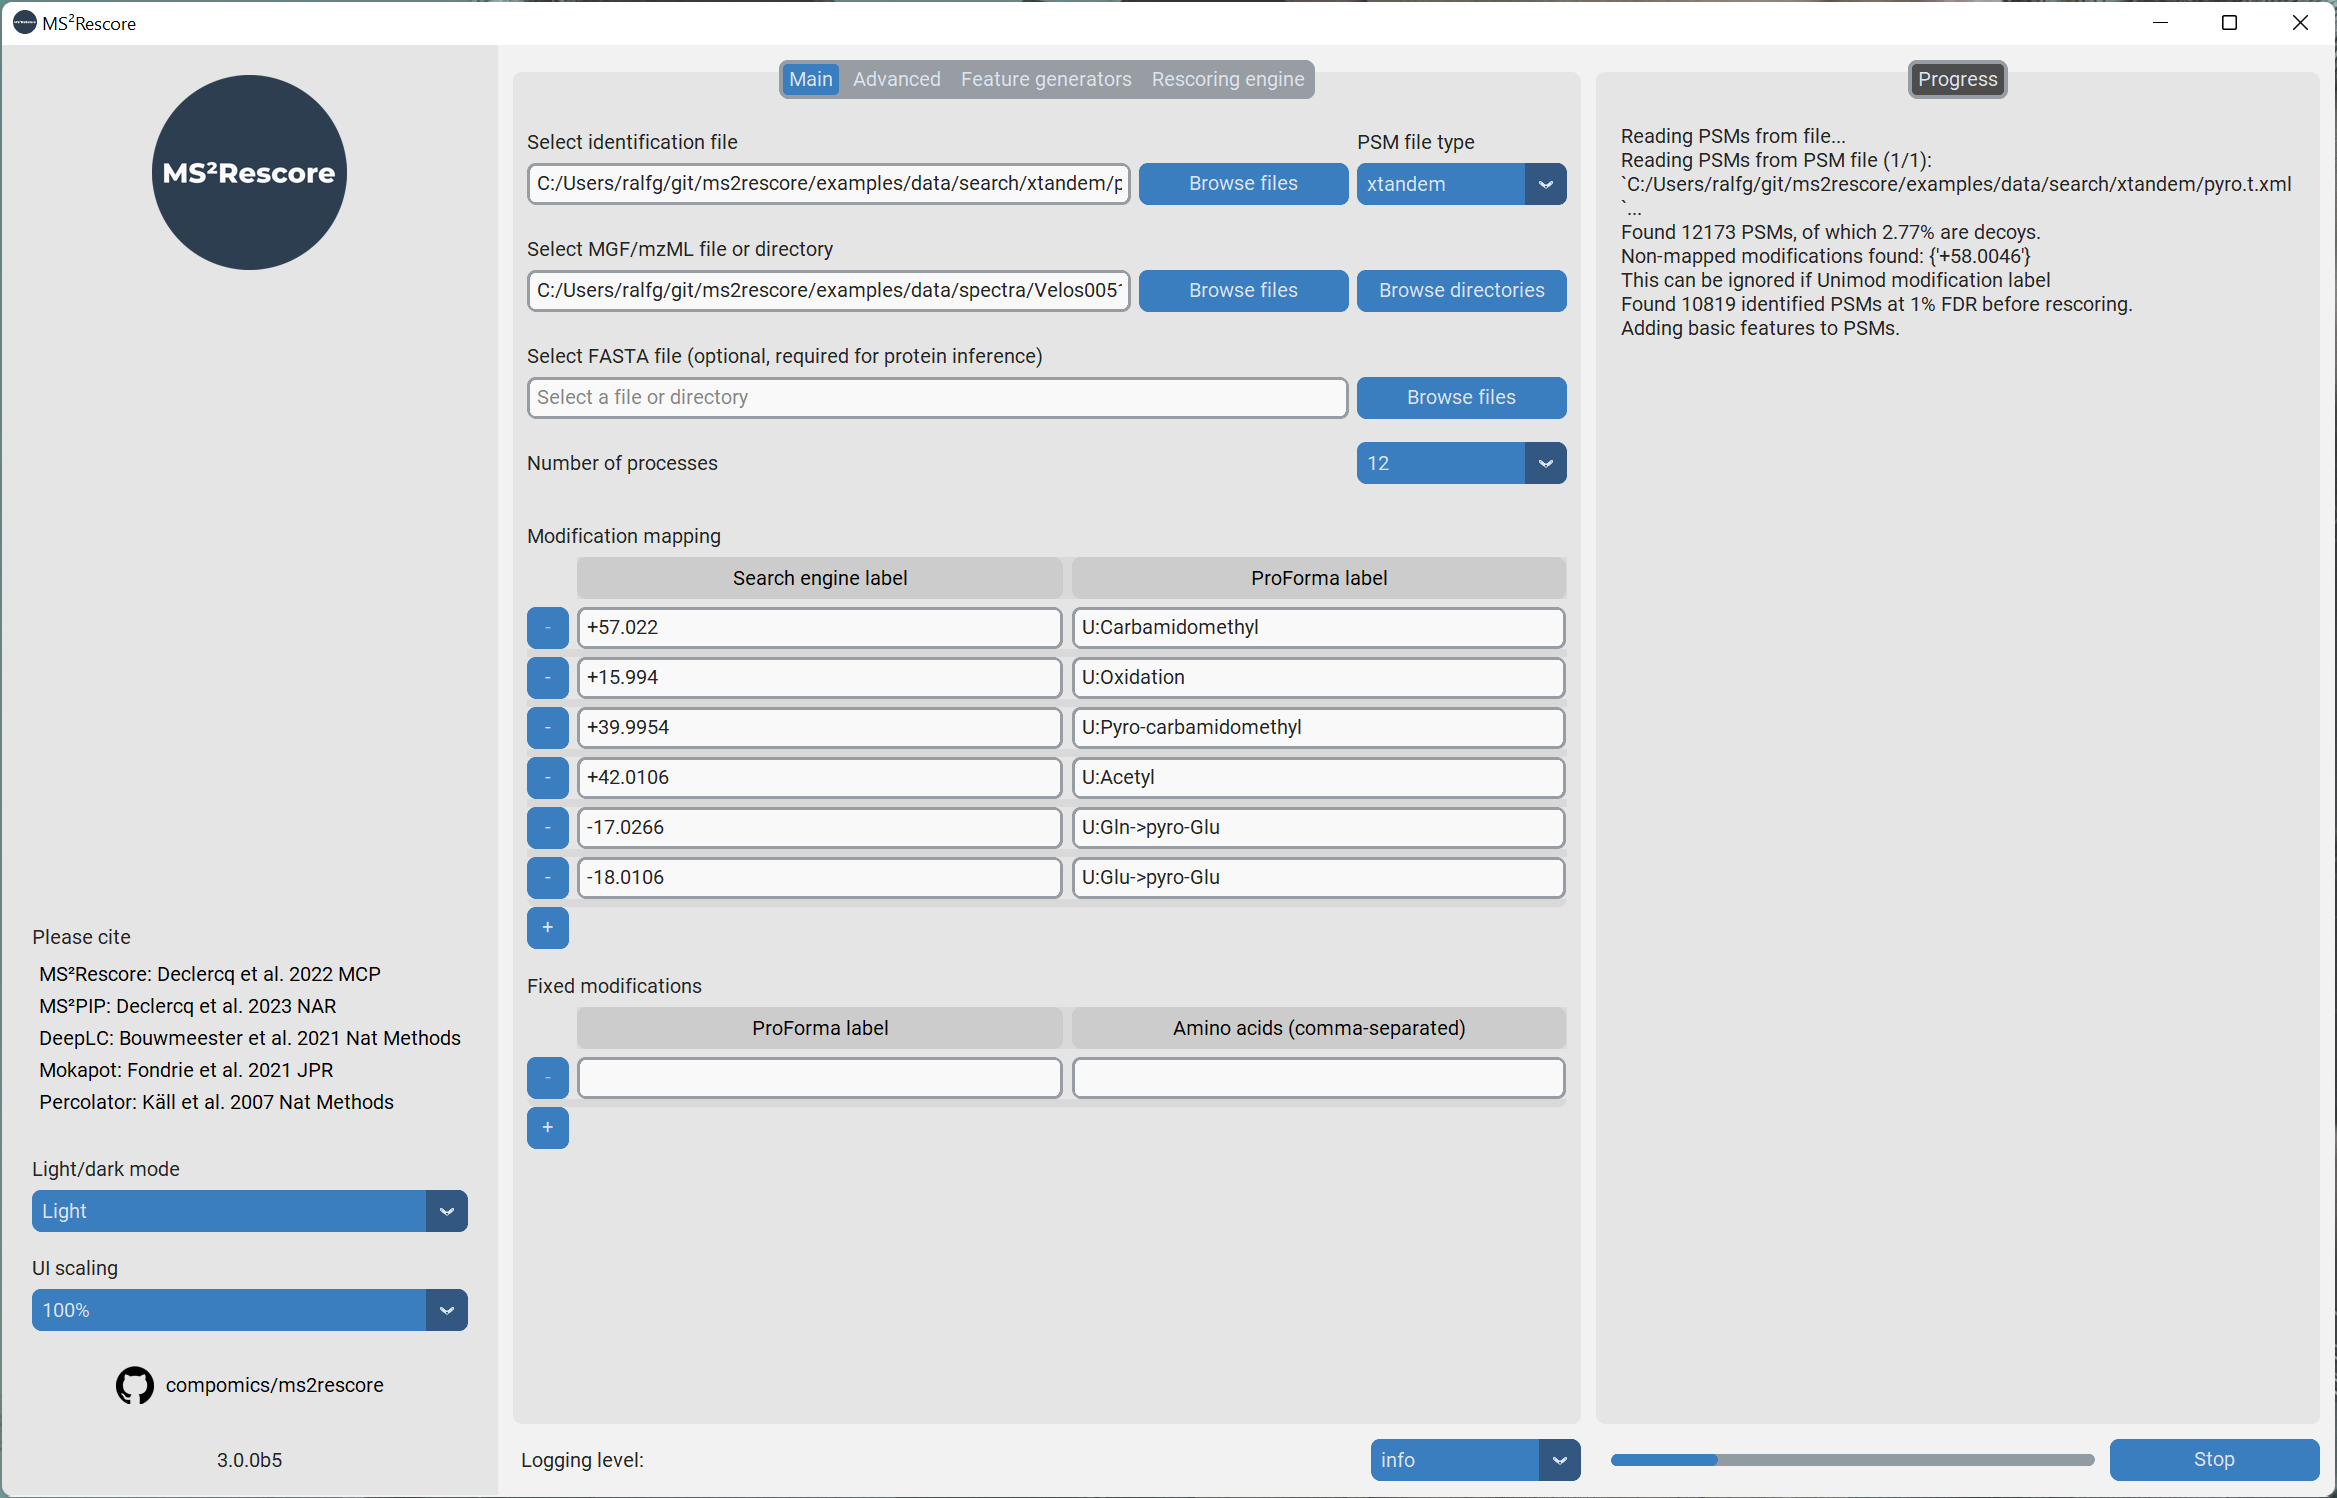 MS²Rescore
MS²Rescore
Please cite
MS²Rescore: Declercq et al. 2022 MCP
MS²PIP: Declercq et al. 2023 NAR
DeepLC: Bouwmeester et al. 2021 Nat Methods
Mokapot: Fondrie et al. 2021 JPR
Percolator: Käll et al. 2007 Nat Methods
Light/dark mode
Light
UI scaling
100%
compomics/ms2rescore
3.0.0b5
Main Advanced Feature generators Rescoring engine
Select identification file PSM file type
C:/Users/ralfg/git/ms2rescore/examples/data/search/xtandem/p Browse files xtandem
Select MGF/mzML file or directory
C:/Users/ralfg/git/ms2rescore/examples/data/spectra/Velos005 Browse files Browse directories
Select FASTA file (optional, required for protein inference)
Select a file or directory Browse files
Number of processes 12
Modification mapping
Search engine label ProForma label
- +57.022 U:Carbamidomethyl
- +15.994 U:Oxidation
- +39.9954 U:Pyro-carbamidomethyl
- +42.0106 U:Acetyl
- -17.0266 U:Gln->pyro-Glu
- -18.0106 U:Glu->pyro-Glu
+
Fixed modifications
ProForma label Amino acids (comma-separated)
-
+
Logging level: info
Progress
Reading PSMs from file...
Reading PSMs from PSM file (1/1):
`C:/Users/ralfg/git/ms2rescore/examples/data/search/xtandem/pyro.t.xml
`...
Found 12173 PSMs, of which 2.77% are decoys.
Non-mapped modifications found: {'+58.0046'}
This can be ignored if Unimod modification label
Found 10819 identified PSMs at 1% FDR before rescoring.
Adding basic features to PSMs.
Stop